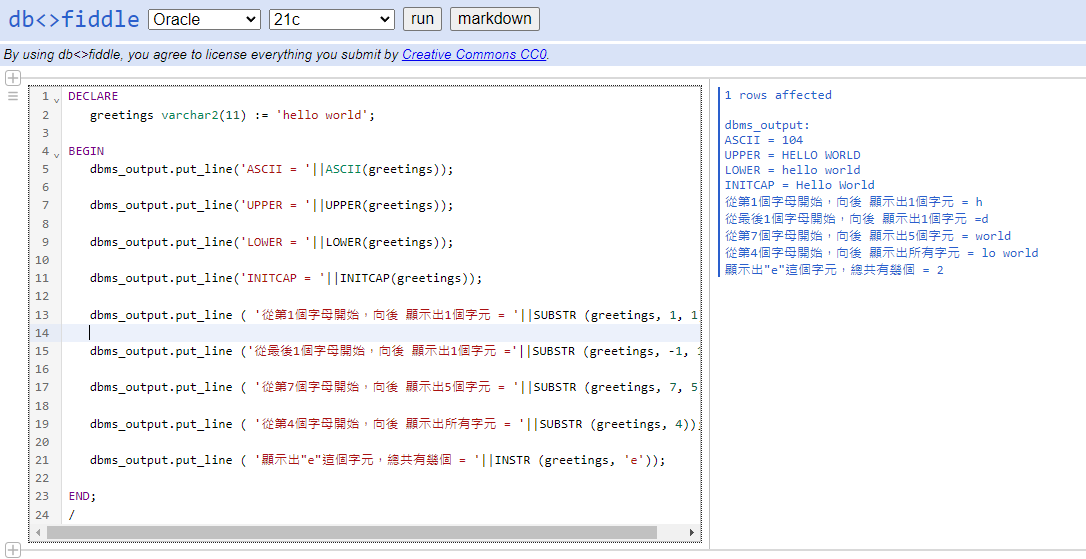 db<>fiddle Oracle 21c run markdown
By using db<>fiddle, you agree to license everything you submit by Creative Commons CC0.
1 DECLARE
2 greetings varchar2(11) := 'hello world';
3
4 BEGIN
5 dbms_output.put_line('ASCII = '||ASCII(greetings));
6
7 dbms_output.put_line('UPPER = '||UPPER(greetings));
8
9 dbms_output.put_line('LOWER = '||LOWER(greetings));
10
11 dbms_output.put_line('INITCAP = '||INITCAP(greetings));
12
13 dbms_output.put_line ( '從第1個字母開始，向後 顯示出1個字元 = '||SUBSTR (greetings, 1, 1
14
15 dbms_output.put_line ('從最後1個字母開始，向後 顯示出1個字元 ='||SUBSTR (greetings, -1,
16
17 dbms_output.put_line ( '從第7個字母開始，向後 顯示出5個字元 = '||SUBSTR (greetings, 7, 5
18
19 dbms_output.put_line ( '從第4個字母開始，向後 顯示出所有字元 = '||SUBSTR (greetings, 4));
20
21 dbms_output.put_line ( '顯示出"e"這個字元，總共有幾個 = '||INSTR (greetings, 'e'));
22
23 END;
24 /
1 rows affected
dbms_output:
ASCII = 104
UPPER = HELLO WORLD
LOWER = hello world
INITCAP = Hello World
從第1個字母開始，向後 顯示出1個字元 = h
從最後1個字母開始，向後 顯示出1個字元 =d
從第7個字母開始，向後 顯示出5個字元 = world
從第4個字母開始，向後 顯示出所有字元 = lo world
顯示出"e"這個字元，總共有幾個 = 2